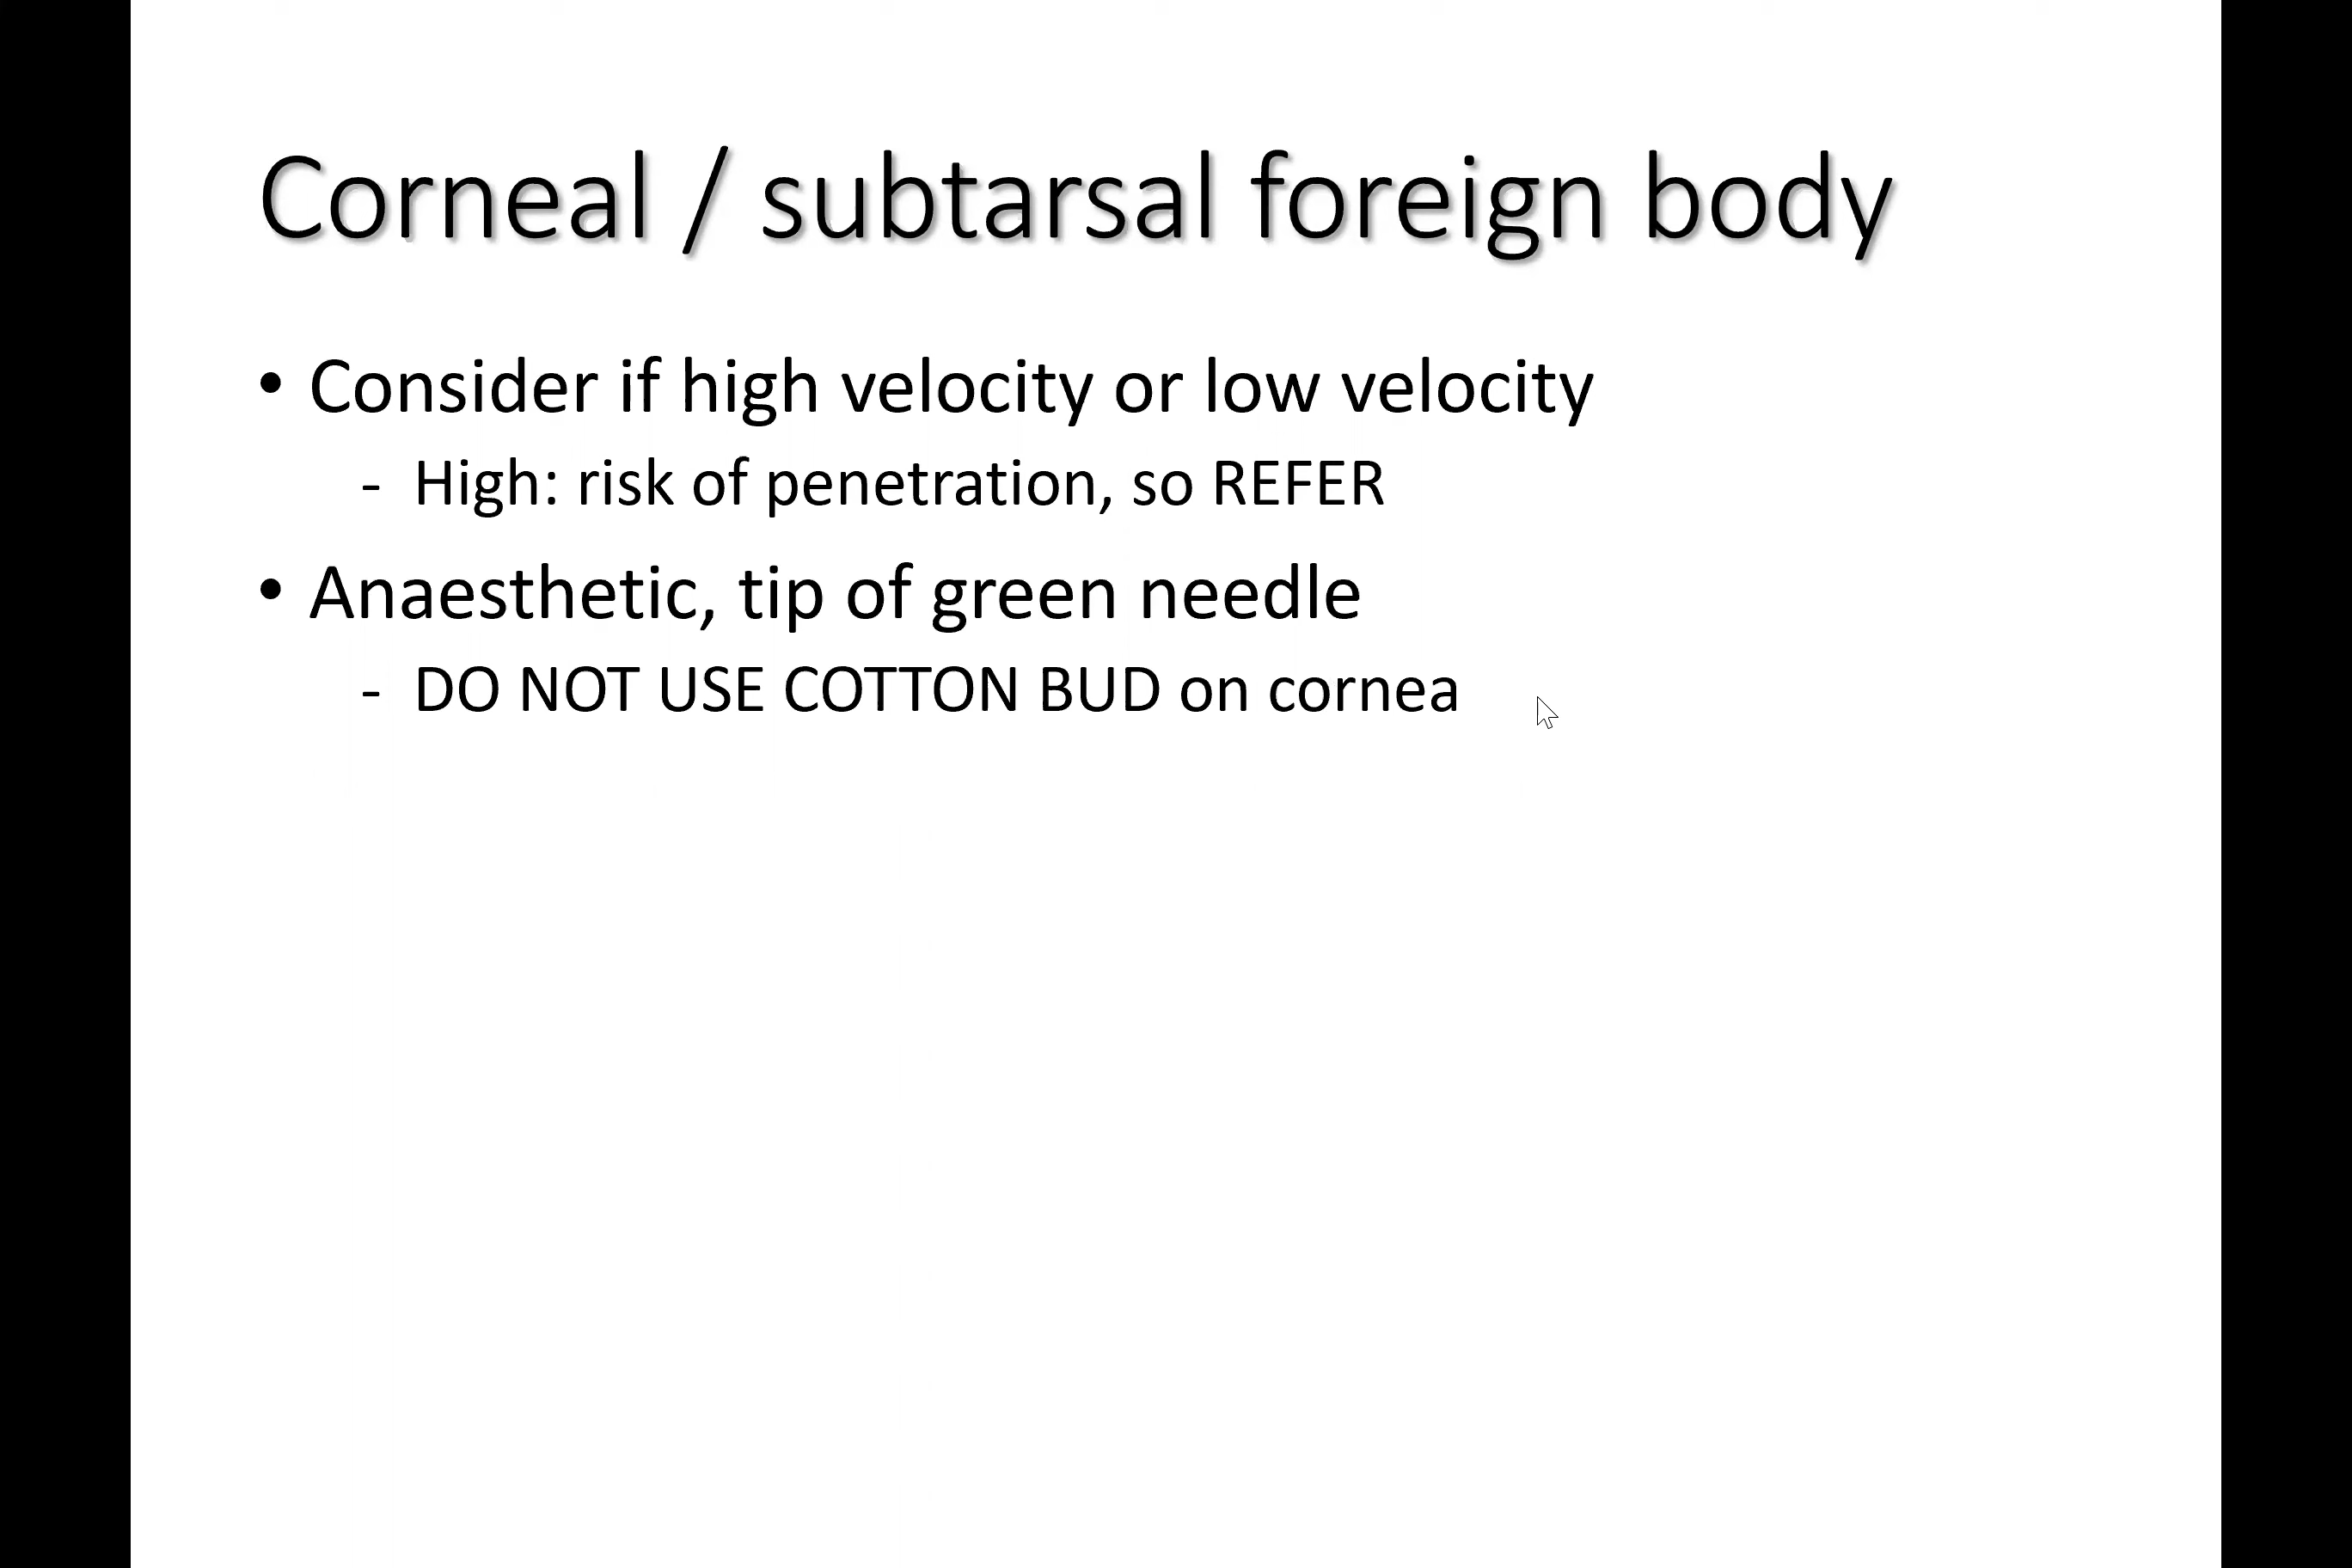 Corneal / subtarsal foreign body
• Consider if high velocity or low velocity
- High: risk of penetration, so REFER
• Anaesthetic, tip of green needle
- DO NOT USE COTTON BUD on cornea